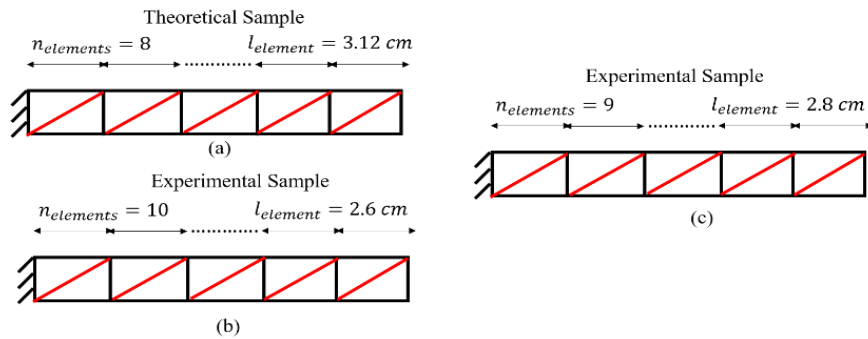 Theoretical Sample
n_elements = 8 l_element = 3.12 cm
(a)
Experimental Sample
n_elements = 10 l_element = 2.6 cm
(b)
Experimental Sample
n_elements = 9 l_element = 2.8 cm
(c)